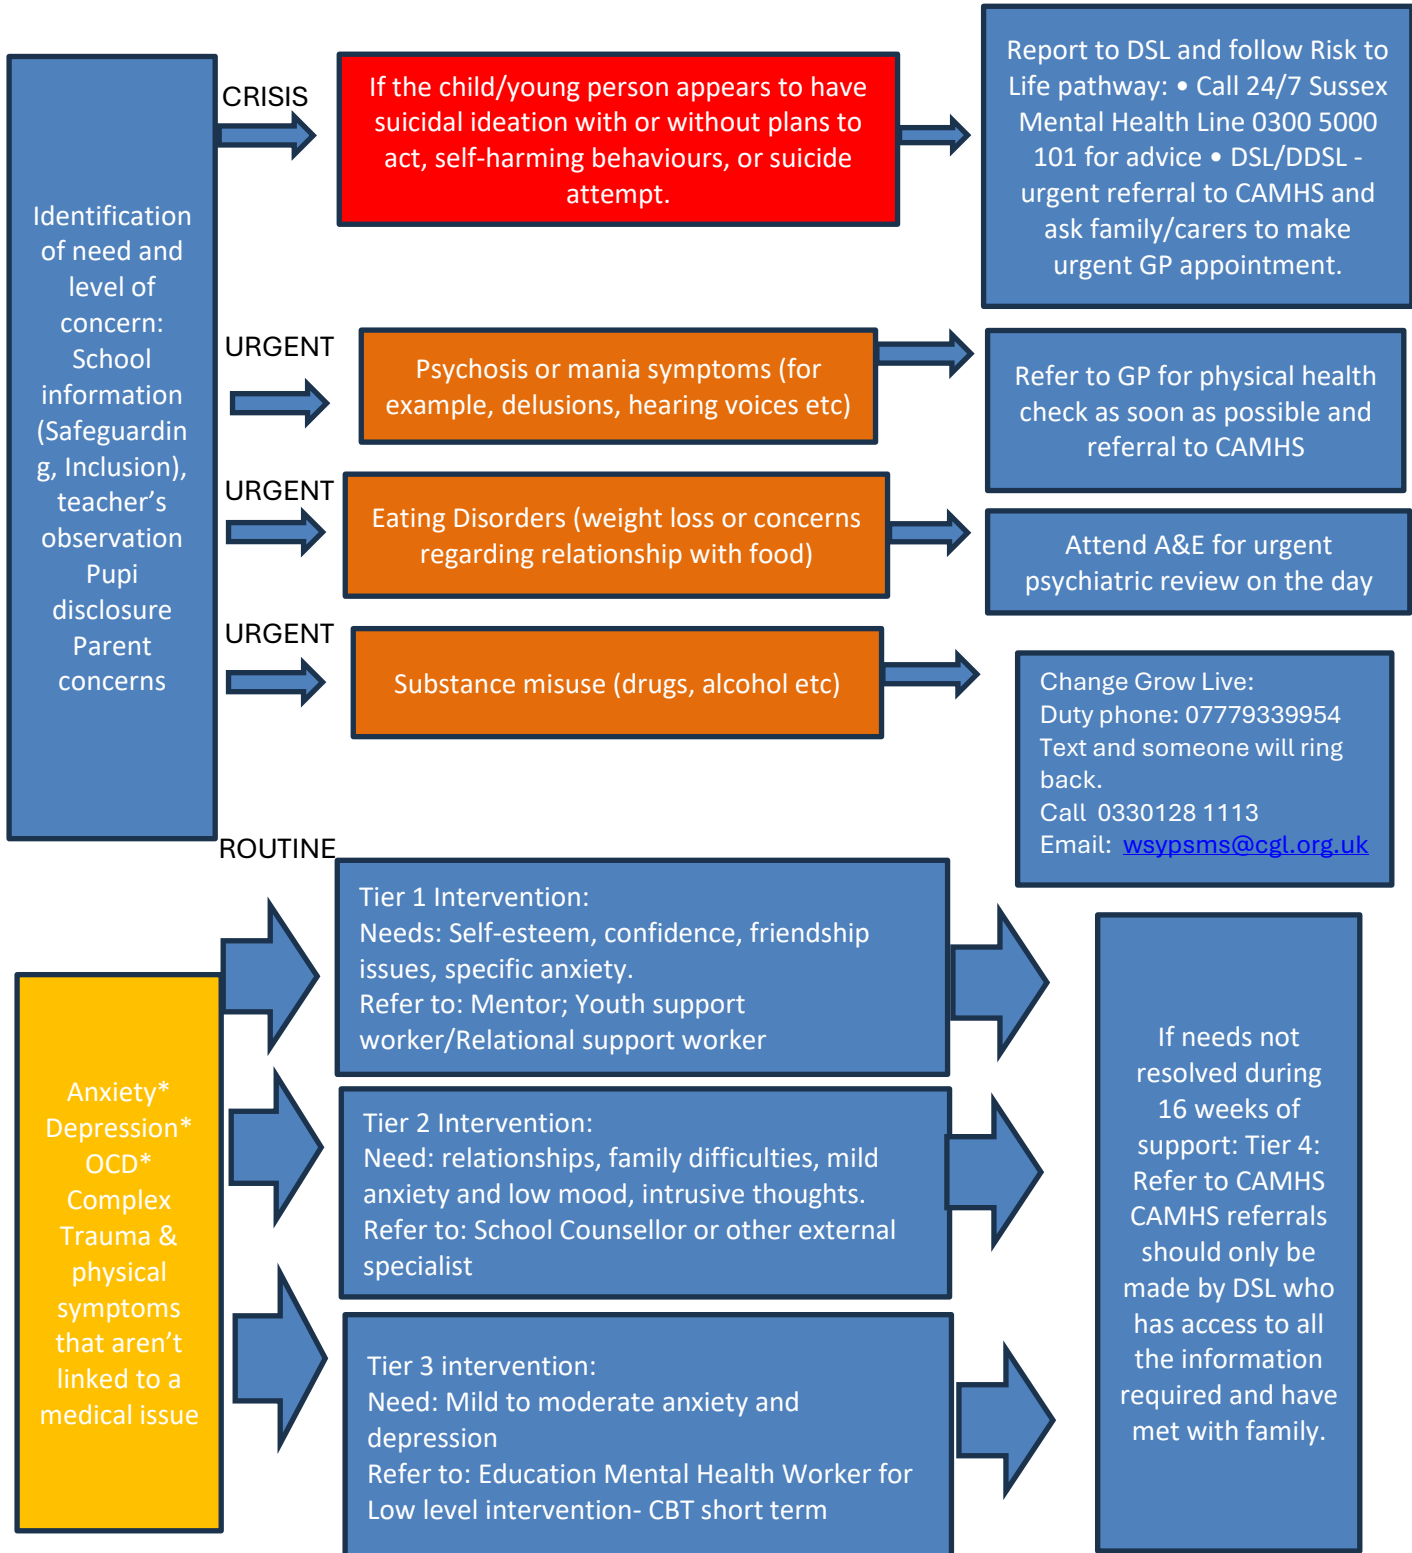 Identification
of need and
level of
concern:
School
information
(Safeguardin
g, Inclusion),
teacher’s
observation
Pupi
disclosure
Parent
concerns
CRISIS
If the child/young person appears to have
suicidal ideation with or without plans to
act, self-harming behaviours, or suicide
attempt.
Report to DSL and follow Risk to
Life pathway: • Call 24/7 Sussex
Mental Health Line 0300 5000
101 for advice • DSL/DDSL -
urgent referral to CAMHS and
ask family/carers to make
urgent GP appointment.
URGENT
Psychosis or mania symptoms (for
example, delusions, hearing voices etc)
Refer to GP for physical health
check as soon as possible and
referral to CAMHS
URGENT
Eating Disorders (weight loss or concerns
regarding relationship with food)
Attend A&E for urgent
psychiatric review on the day
URGENT
Substance misuse (drugs, alcohol etc)
Change Grow Live:
Duty phone: 07779339954
Text and someone will ring
back.
Call  0330128 1113
Email:  wsypsms@cgl.org.uk
ROUTINE
Anxiety*
Depression*
OCD*
Complex
Trauma &
physical
symptoms
that aren’t
linked to a
medical issue
Tier 1 Intervention:
Needs: Self-esteem, confidence, friendship
issues, specific anxiety.
Refer to: Mentor; Youth support
worker/Relational support worker
Tier 2 Intervention:
Need: relationships, family difficulties, mild
anxiety and low mood, intrusive thoughts.
Refer to: School Counsellor or other external
specialist
Tier 3 intervention:
Need: Mild to moderate anxiety and
depression
Refer to: Education Mental Health Worker for
Low level intervention- CBT short term
If needs not
resolved during
16 weeks of
support: Tier 4:
Refer to CAMHS
CAMHS referrals
should only be
made by DSL who
has access to all
the information
required and have
met with family.